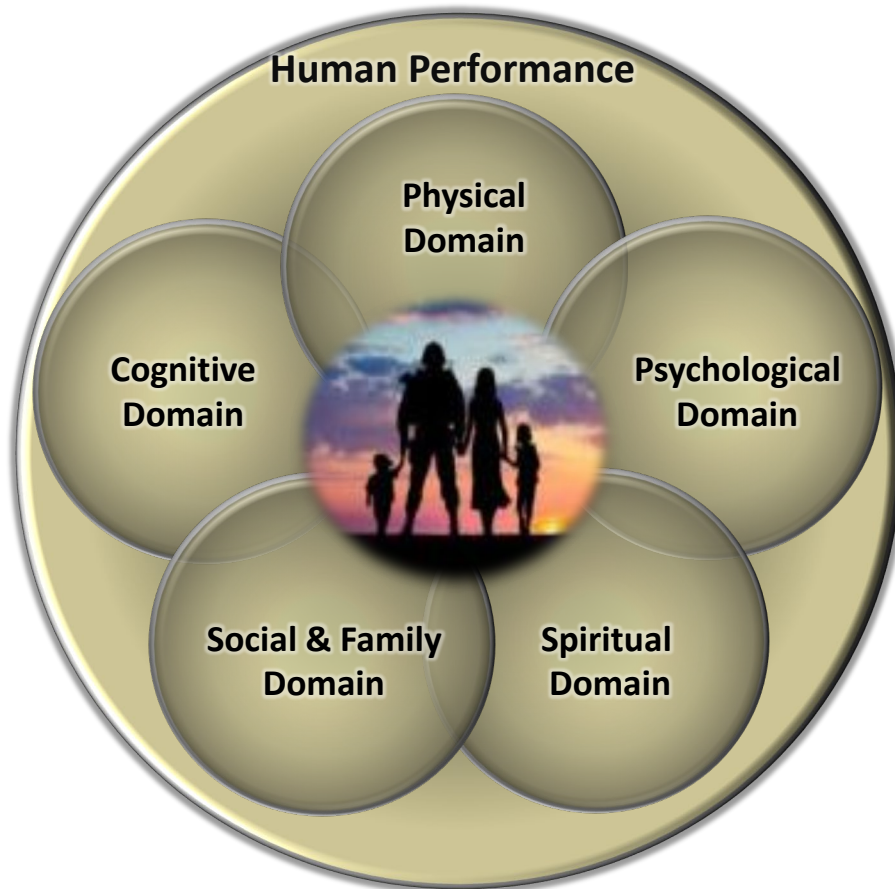 Human Performance
Physical
Domain
Cognitive
Domain
Psychological
Domain
Social & Family
Domain
Spiritual
Domain